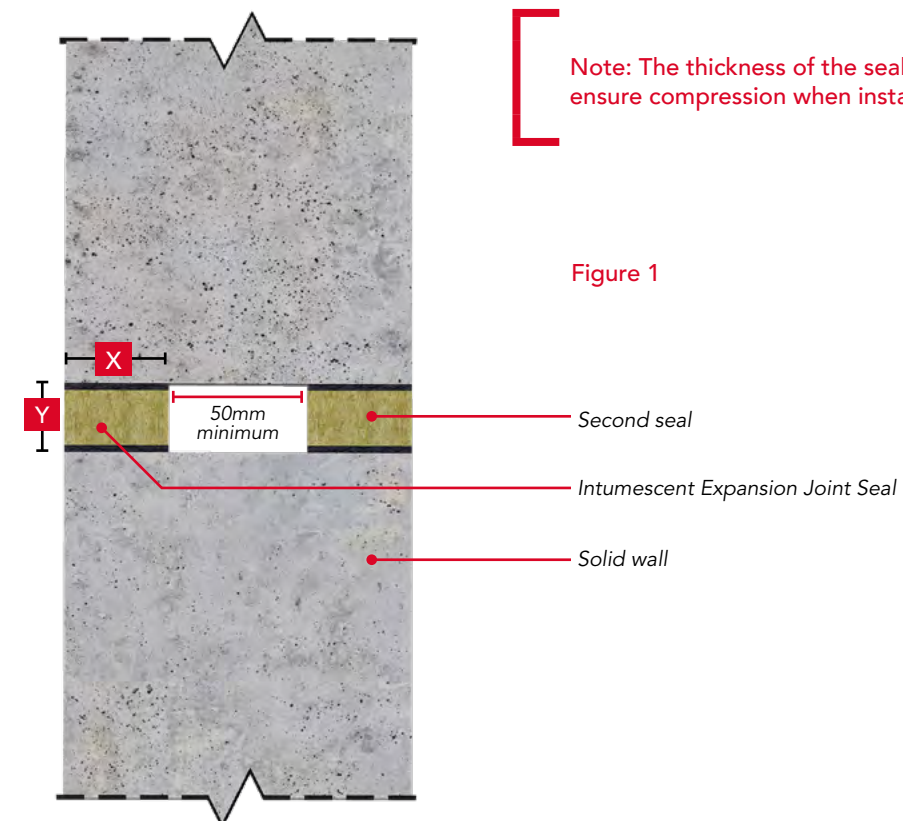 Note: The thickness of the seal
ensure compression when insta
Figure 1
X
Y
50mm
minimum
Second seal
Intumescent Expansion Joint Seal
Solid wall